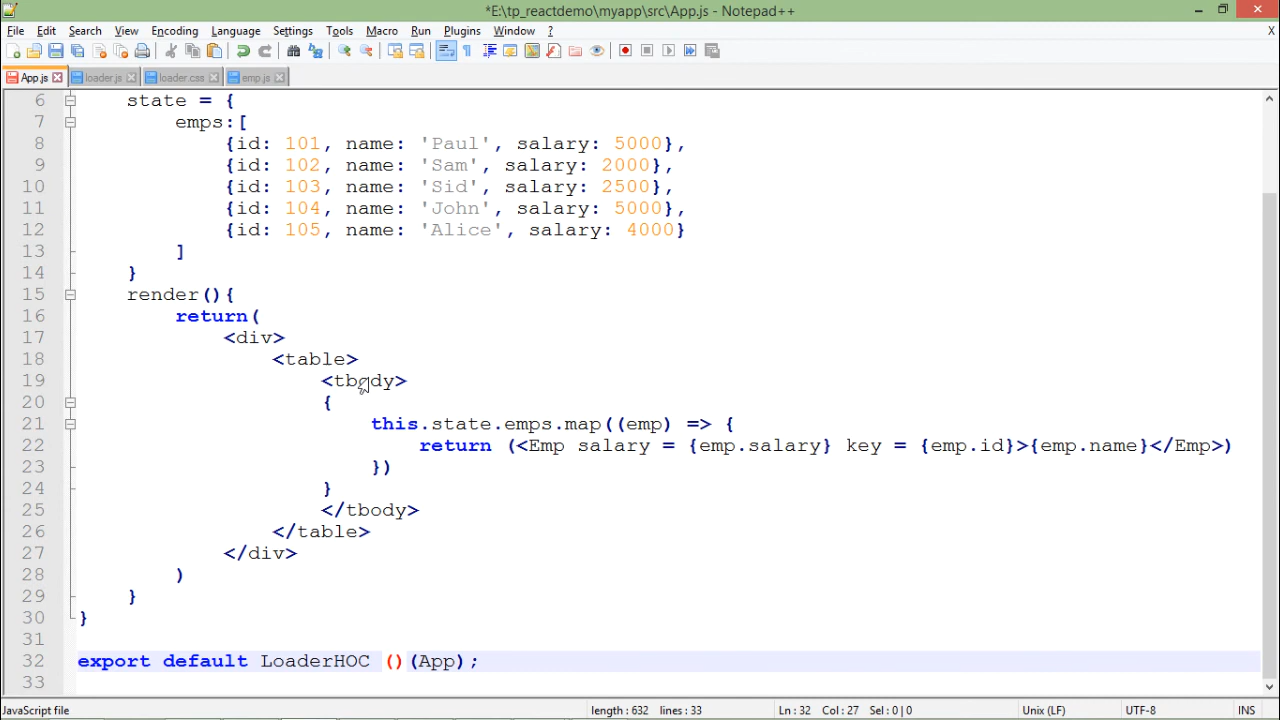 *E:\tp_reactdemo\myapp\src\App.js - Notepad++
File Edit Search View Encoding Language Settings Tools Macro Run Plugins Window ? X
App.js loader.js loader.css emp.js
6 state = {
7 emps:[
8 {id: 101, name: 'Paul', salary: 5000},
9 {id: 102, name: 'Sam', salary: 2000},
10 {id: 103, name: 'Sid', salary: 2500},
11 {id: 104, name: 'John', salary: 5000},
12 {id: 105, name: 'Alice', salary: 4000}
13 ]
14 }
15 render(){
16 return(
17 <div>
18 <table>
19 <tbody>
20 {
21 this.state.emps.map((emp) => {
22 return (<Emp salary = {emp.salary} key = {emp.id}>{emp.name}</Emp>)
23 })
24 }
25 </tbody>
26 </table>
27 </div>
28 )
29 }
30 }
31
32 export default LoaderHOC ()(App);
33
JavaScript file length : 632 lines : 33 Ln : 32 Col : 27 Sel : 0 | 0 Unix (LF) UTF-8 INS